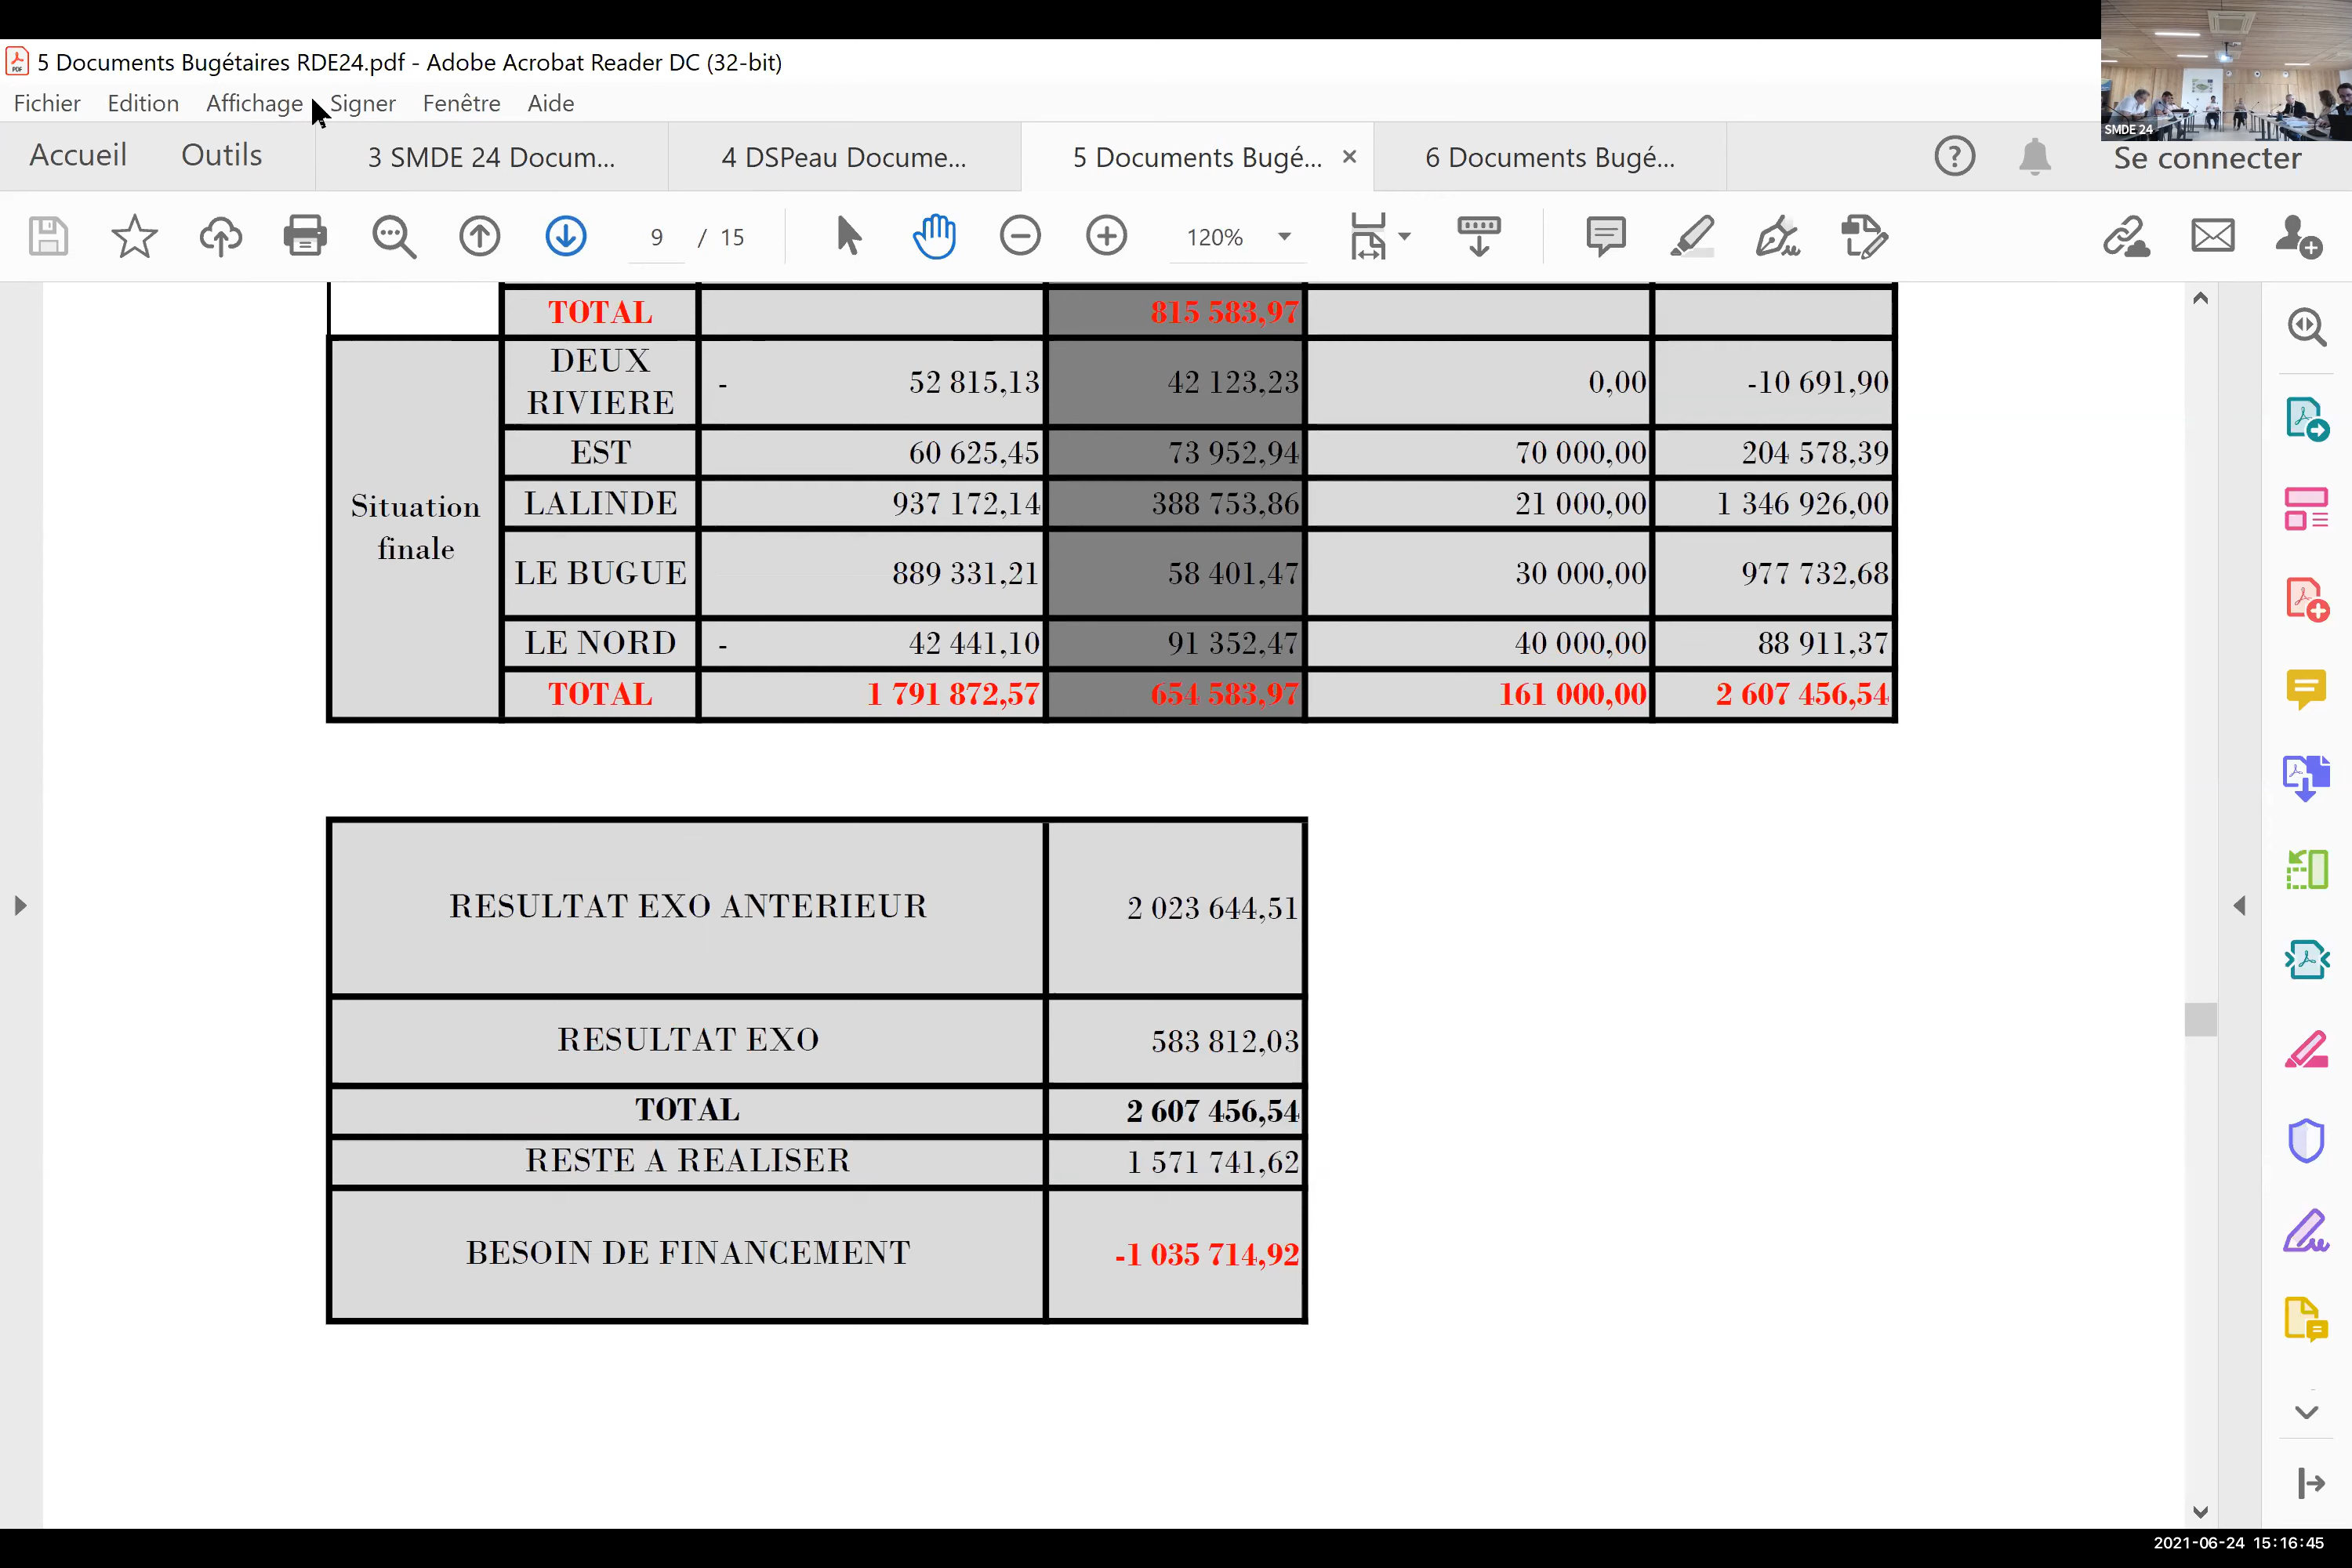 5 Documents Bugétaires RDE24.pdf - Adobe Acrobat Reader DC (32-bit)
Fichier Edition Affichage Signer Fenêtre Aide
SMDE 24
Accueil Outils 3 SMDE 24 Docum... 4 DSPeau Docume... 5 Documents Bugé... × 6 Documents Bugé... Se connecter
9 / 15 120%
TOTAL 815 583,97
DEUX RIVIERE - 52 815,13 42 123,23 0,00 -10 691,90
EST 60 625,45 73 952,94 70 000,00 204 578,39
Situation finale
LALINDE 937 172,14 388 753,86 21 000,00 1 346 926,00
LE BUGUE 889 331,21 58 401,47 30 000,00 977 732,68
LE NORD - 42 441,10 91 352,47 40 000,00 88 911,37
TOTAL 1 791 872,57 654 583,97 161 000,00 2 607 456,54
RESULTAT EXO ANTERIEUR 2 023 644,51
RESULTAT EXO 583 812,03
TOTAL 2 607 456,54
RESTE A REALISER 1 571 741,62
BESOIN DE FINANCEMENT -1 035 714,92
2021-06-24 15:16:45